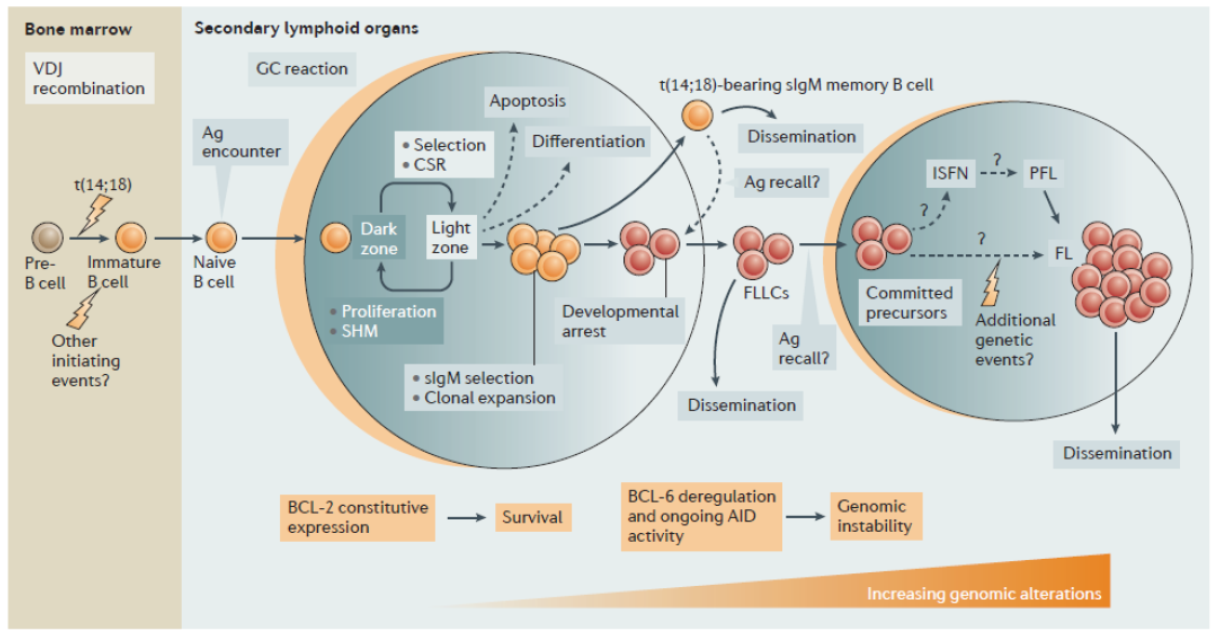 Bone marrow
VDJ
recombination
t(14;18)
Pre-
B cell
Immature
B cell
Other
initiating
events?
Secondary lymphoid organs
GC reaction
Ag
encounter
Naive
B cell
Apoptosis
Differentiation
• Selection
• CSR
Dark
zone
Light
zone
• Proliferation
• SHM
• sIgM selection
• Clonal expansion
Developmental
arrest
t(14;18)-bearing sIgM memory B cell
Dissemination
Ag recall?
FLLCs
Ag
recall?
Dissemination
ISFN
?
PFL
?
?
FL
Committed
precursors
Additional
genetic
events?
Dissemination
BCL-2 constitutive
expression
Survival
BCL-6 deregulation
and ongoing AID
activity
Genomic
instability
Increasing genomic alterations